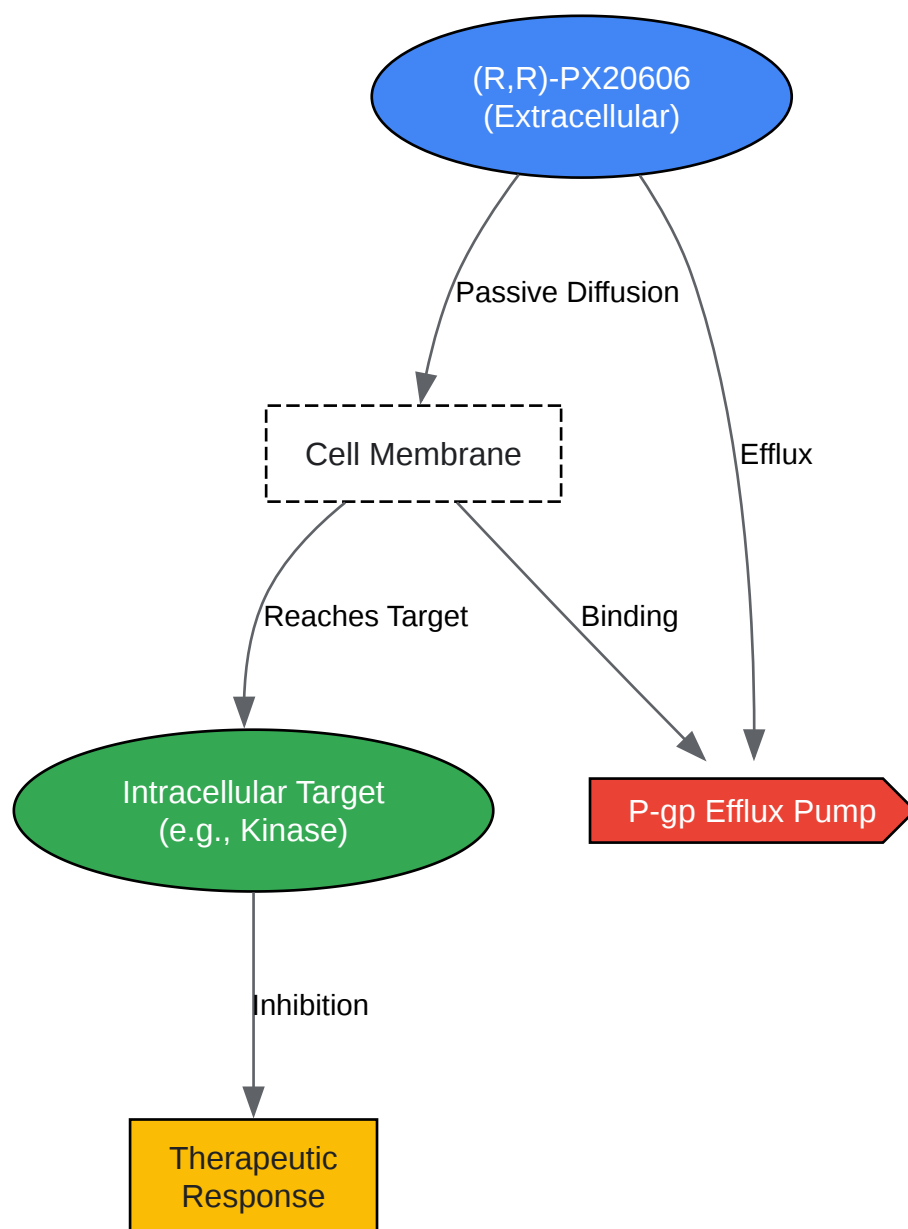 (R,R)-PX20606
(Extracellular)
Passive Diffusion
Cell Membrane
Efflux
Reaches Target
Binding
Intracellular Target
(e.g., Kinase)
P-gp Efflux Pump
Inhibition
Therapeutic
Response